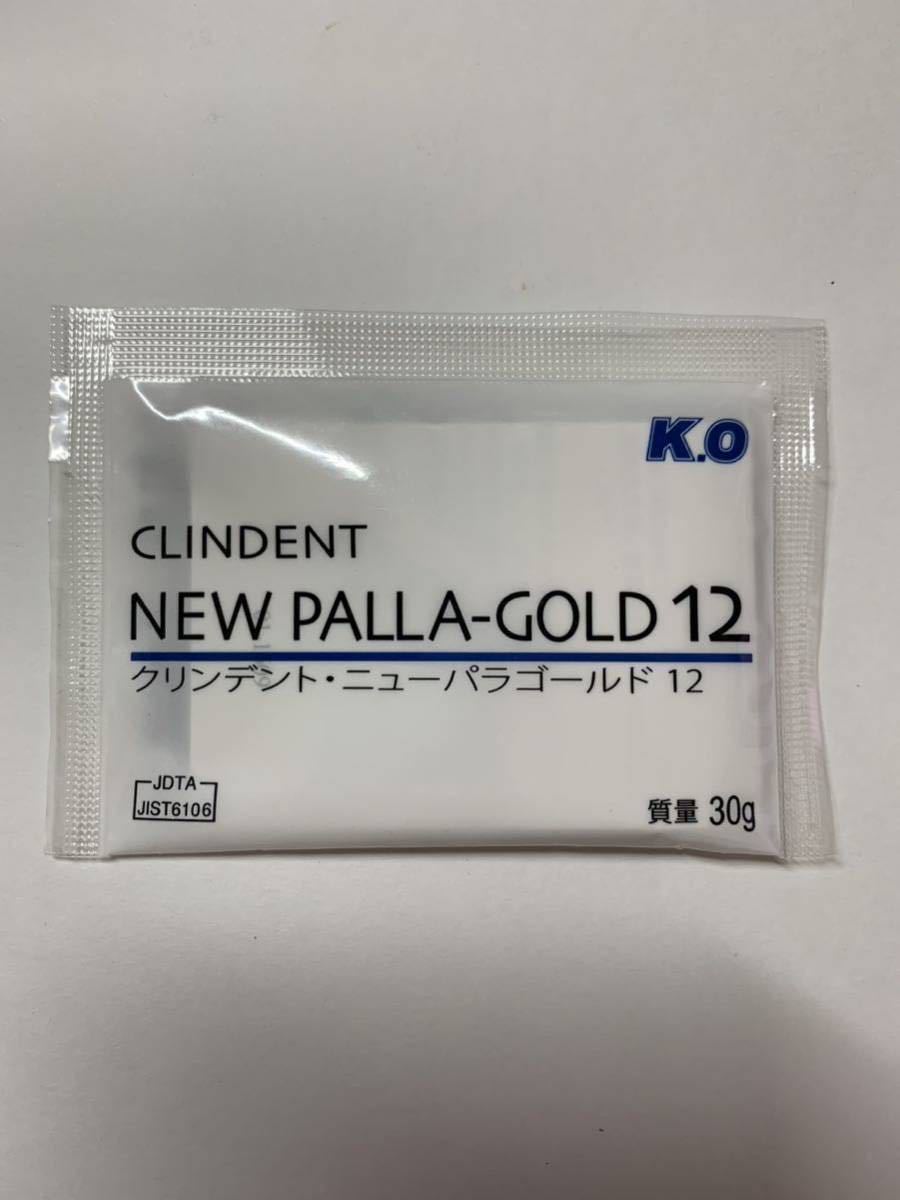 K.O
CLINDENT
NEW PALLA-GOLD 12
クリンデント・ニューパラゴールド 12
JDTA
JIST6106
質量 30g